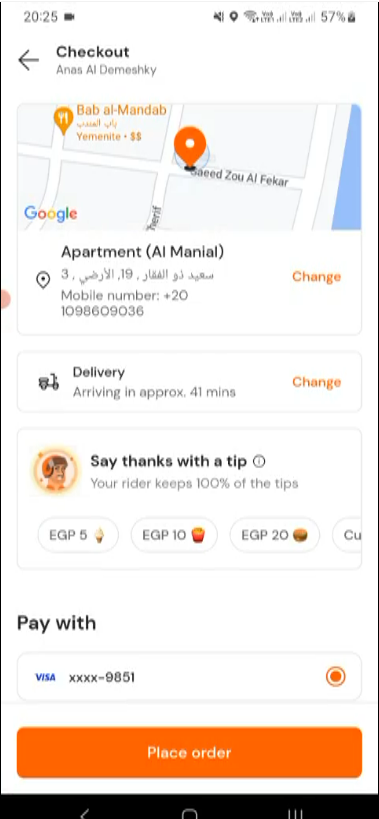 20:25
57%
Checkout
Anas Al Demeshky
Bab al-Mandab
باب المندب
Yemenite • $$
Saeed Zou Al Fekar
herif
Google
Apartment (Al Manial)
سعيد ذو الفقار , 19, الأرضي , 3
Mobile number: +20
1098609036
Change
Delivery
Arriving in approx. 41 mins
Change
Say thanks with a tip
Your rider keeps 100% of the tips
EGP 5
EGP 10
EGP 20
Cu
Pay with
VISA xxxx-9851
Place order